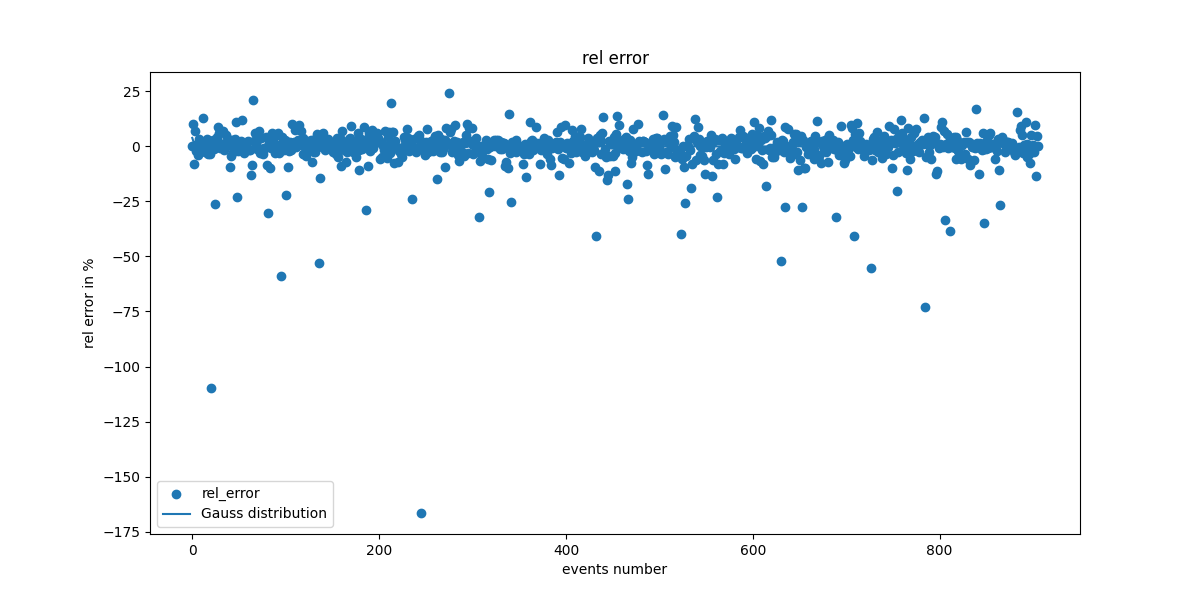 rel error
25
0
−25
−50
−75
−100
−125
−150
−175
rel error in %
rel_error
Gauss distribution
0 200 400 600 800
events number